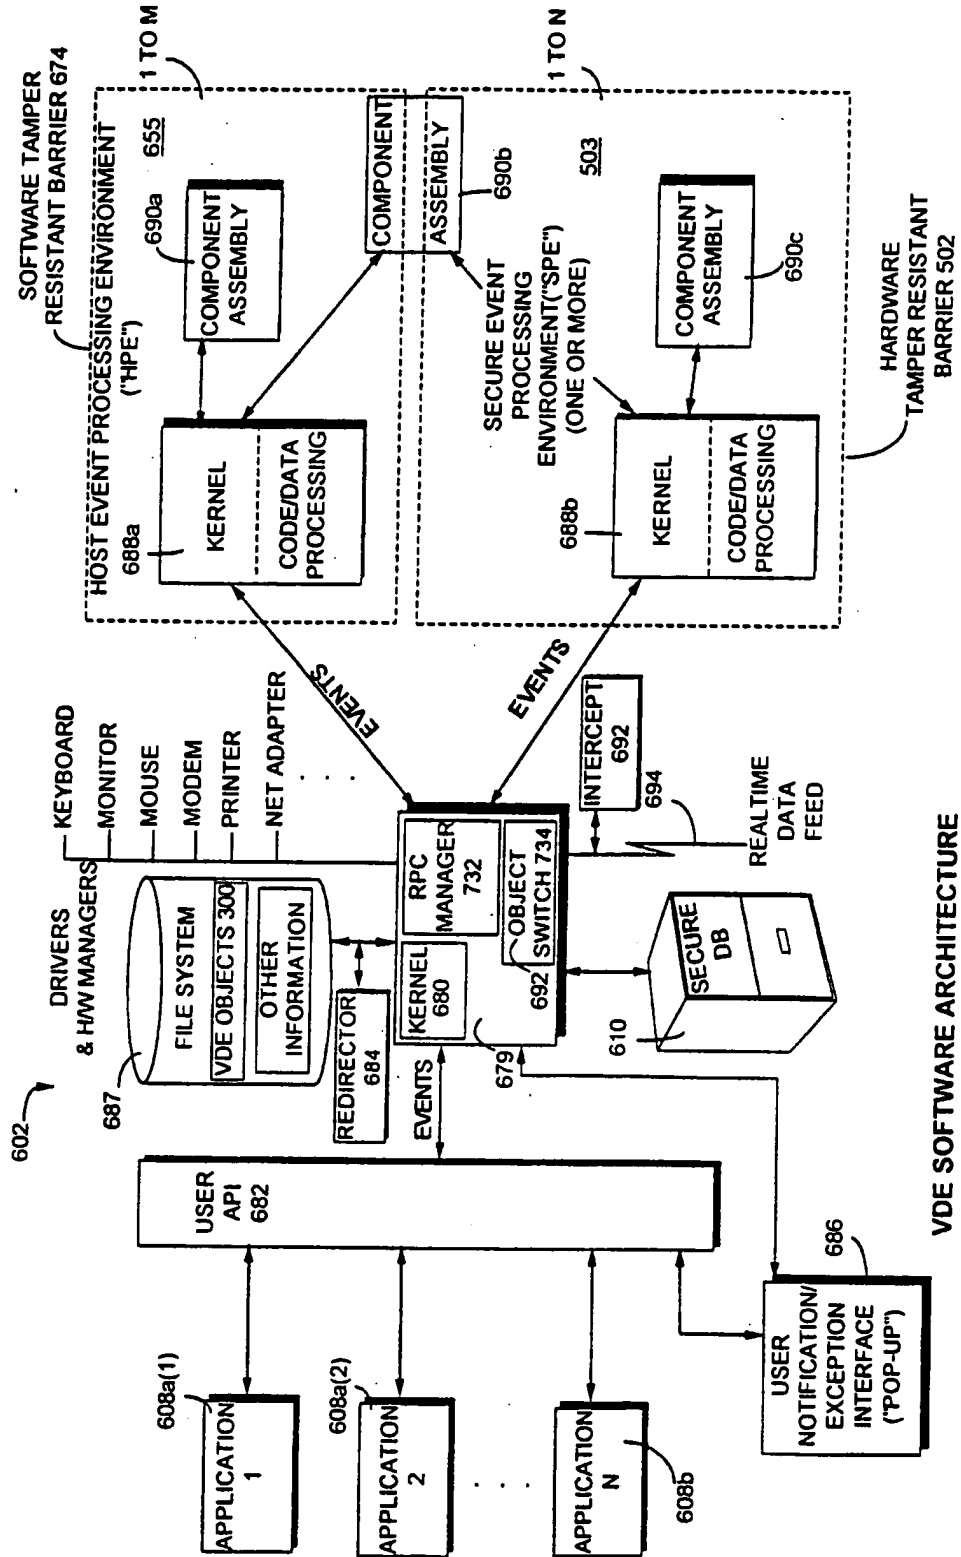 602
APPLICATION
1
608a(1)
APPLICATION
2
608a(2)
. . . .
APPLICATION
N
608b
USER
API
682
USER
NOTIFICATION/
EXCEPTION
INTERFACE
("POP-UP")
686
EVENTS
DRIVERS
& H/W MANAGERS
KEYBOARD
MONITOR
MOUSE
MODEM
PRINTER
NET ADAPTER
. . . .
687
FILE SYSTEM
VDE OBJECTS 300
OTHER
INFORMATION
REDIRECTOR
684
KERNEL
680
RPC
MANAGER
732
692
OBJECT
SWITCH 734
679
610
SECURE
DB
INTERCEPT
692
694
REALTIME
DATA
FEED
EVENTS
EVENTS
SOFTWARE TAMPER
RESISTANT BARRIER 674
HOST EVENT PROCESSING ENVIRONMENT
("HPE")
655
1 TO M
688a
KERNEL
CODE/DATA
PROCESSING
690a
COMPONENT
ASSEMBLY
COMPONENT
ASSEMBLY
690b
SECURE EVENT
PROCESSING
ENVIRONMENT("SPE")
(ONE OR MORE)
503
1 TO N
688b
KERNEL
CODE/DATA
PROCESSING
COMPONENT
ASSEMBLY
690c
HARDWARE
TAMPER RESISTANT
BARRIER 502
VDE SOFTWARE ARCHITECTURE